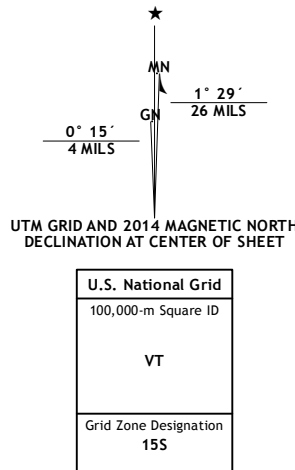 ★
MN
GN
1° 29´
26 MILS
0° 15´
4 MILS
UTM GRID AND 2014 MAGNETIC NORTH
DECLINATION AT CENTER OF SHEET
U.S. National Grid
100,000-m Square ID
VT
Grid Zone Designation
15S